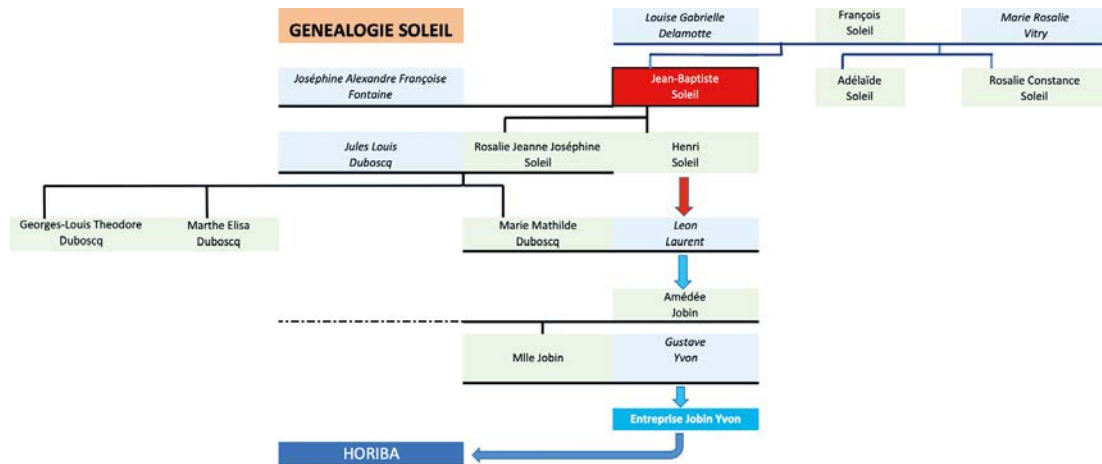 GENEALOGIE SOLEIL
Louise Gabrielle
Delamotte
François
Soleil
Marie Rosalie
Vitry
Joséphine Alexandre Françoise
Fontaine
Jean-Baptiste
Soleil
Adélaïde
Soleil
Rosalie Constance
Soleil
Jules Louis
Duboscq
Rosalie Jeanne Joséphine
Soleil
Henri
Soleil
Georges-Louis Theodore
Duboscq
Marthe Elisa
Duboscq
Marie Mathilde
Duboscq
Leon
Laurent
Amédée
Jobin
Mlle Jobin
Gustave
Yvon
Entreprise Jobin Yvon
HORIBA